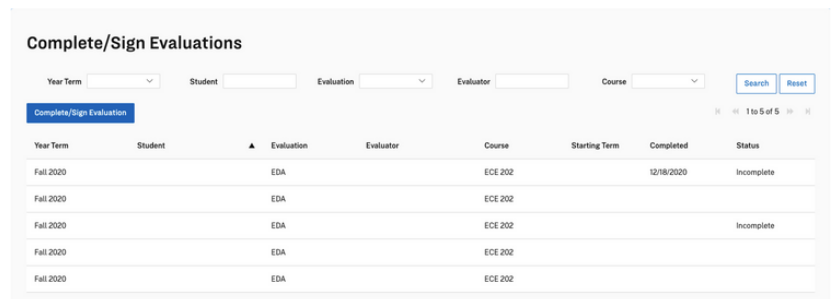 Complete/Sign Evaluations
Year Term Student Evaluation Evaluator Course Search Reset
Complete/Sign Evaluation 1 to 5 of 5
Year Term Student ▲ Evaluation Evaluator Course Starting Term Completed Status
Fall 2020 EDA ECE 202 12/18/2020 Incomplete
Fall 2020 EDA ECE 202
Fall 2020 EDA ECE 202 Incomplete
Fall 2020 EDA ECE 202
Fall 2020 EDA ECE 202